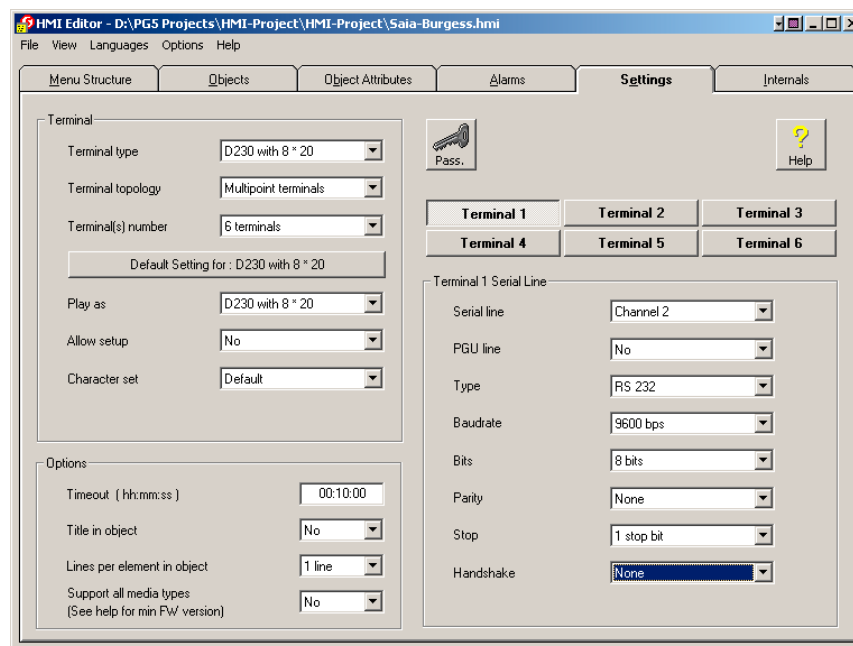 HMI Editor - D:\PG5 Projects\HMI-Project\HMI-Project\Saia-Burgess.hmi
File View Languages Options Help
Menu Structure Objects Object Attributes Alarms Settings Internals
Terminal
Terminal type D230 with 8 * 20
Terminal topology Multipoint terminals
Terminal(s) number 6 terminals
Default Setting for : D230 with 8 * 20
Play as D230 with 8 * 20
Allow setup No
Character set Default
Options
Timeout ( hh:mm:ss ) 00:10:00
Title in object No
Lines per element in object 1 line
Support all media types
(See help for min FW version) No
Pass.
? Help
Terminal 1 Terminal 2 Terminal 3
Terminal 4 Terminal 5 Terminal 6
Terminal 1 Serial Line
Serial line Channel 2
PGU line No
Type RS 232
Baudrate 9600 bps
Bits 8 bits
Parity None
Stop 1 stop bit
Handshake None